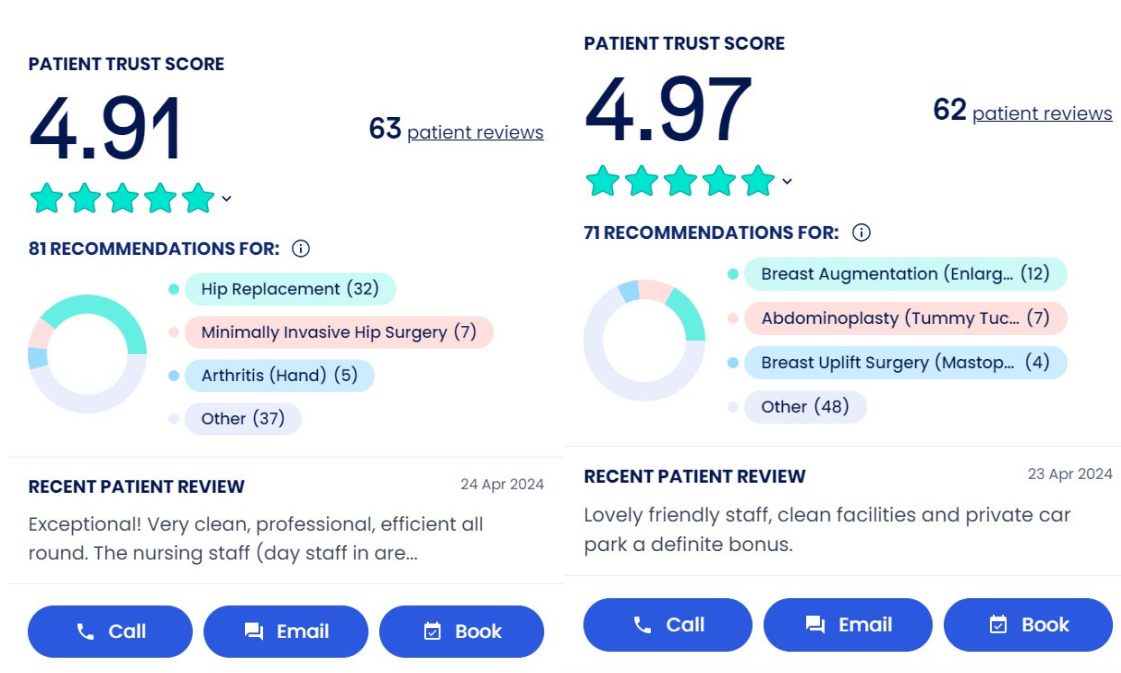 PATIENT TRUST SCORE
4.91
63 patient reviews
81 RECOMMENDATIONS FOR:
Hip Replacement (32)
Minimally Invasive Hip Surgery (7)
Arthritis (Hand) (5)
Other (37)
RECENT PATIENT REVIEW
24 Apr 2024
Exceptional! Very clean, professional, efficient all
round. The nursing staff (day staff in are...
Call
Email
Book
PATIENT TRUST SCORE
4.97
62 patient reviews
71 RECOMMENDATIONS FOR:
Breast Augmentation (Enlarg... (12)
Abdominoplasty (Tummy Tuc... (7)
Breast Uplift Surgery (Mastop... (4)
Other (48)
RECENT PATIENT REVIEW
23 Apr 2024
Lovely friendly staff, clean facilities and private car
park a definite bonus.
Call
Email
Book